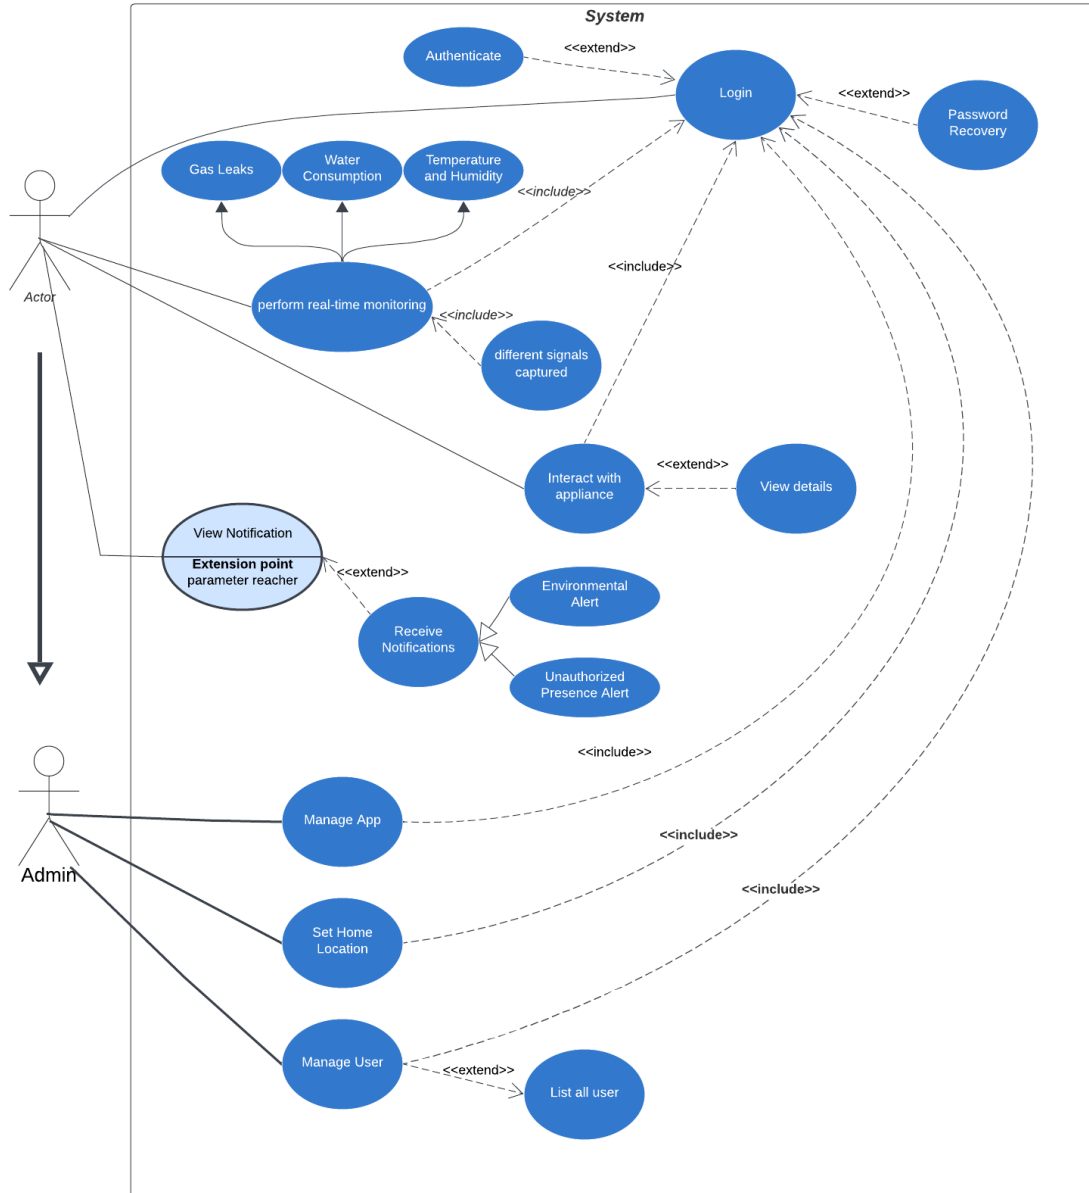 System
Authenticate
<<extend>>
Login
<<extend>>
Password
Recovery
Gas Leaks
Water
Consumption
Temperature
and Humidity
<<include>>
Actor
perform real-time monitoring
<<include>>
<<include>>
different signals
captured
Interact with
appliance
<<extend>>
View details
View Notification
Extension point
parameter reacher
<<extend>>
Receive
Notifications
Environmental
Alert
Unauthorized
Presence Alert
<<include>>
Admin
Manage App
<<include>>
<<include>>
Set Home
Location
Manage User
<<extend>>
List all user